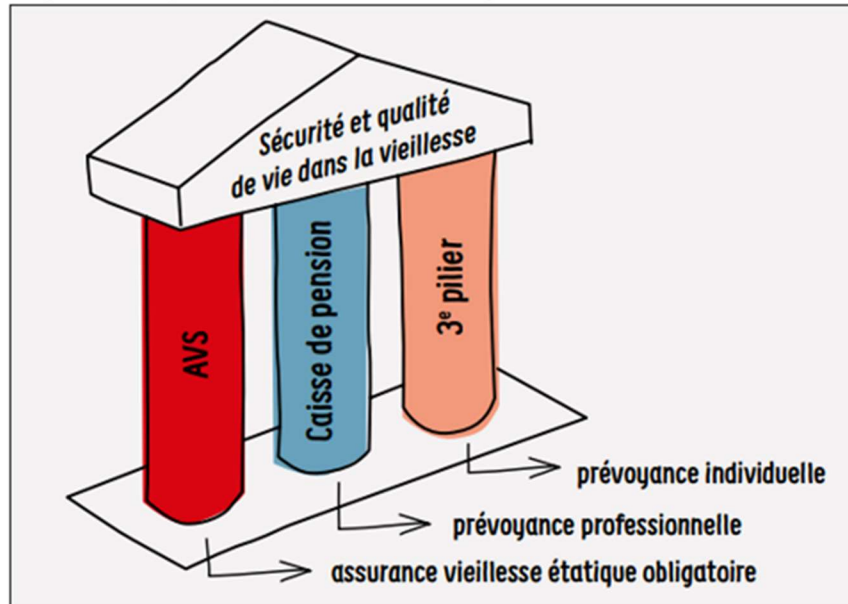 Sécurité et qualité
de vie dans la vieillesse
AVS
Caisse de pension
3e pilier
prévoyance individuelle
prévoyance professionnelle
assurance vieillesse étatique obligatoire